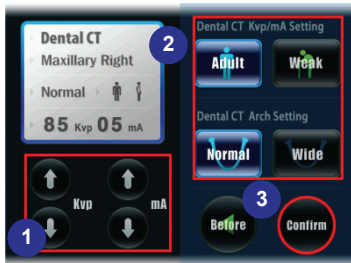 Dental CT
Maxillary Right
Normal
85 Kvp 05 mA
2
Kvp
mA
1
Dental CT Kvp/mA Setting
Adult
Weak
Dental CT Arch Setting
Normal
Wide
3
Before
Confirm